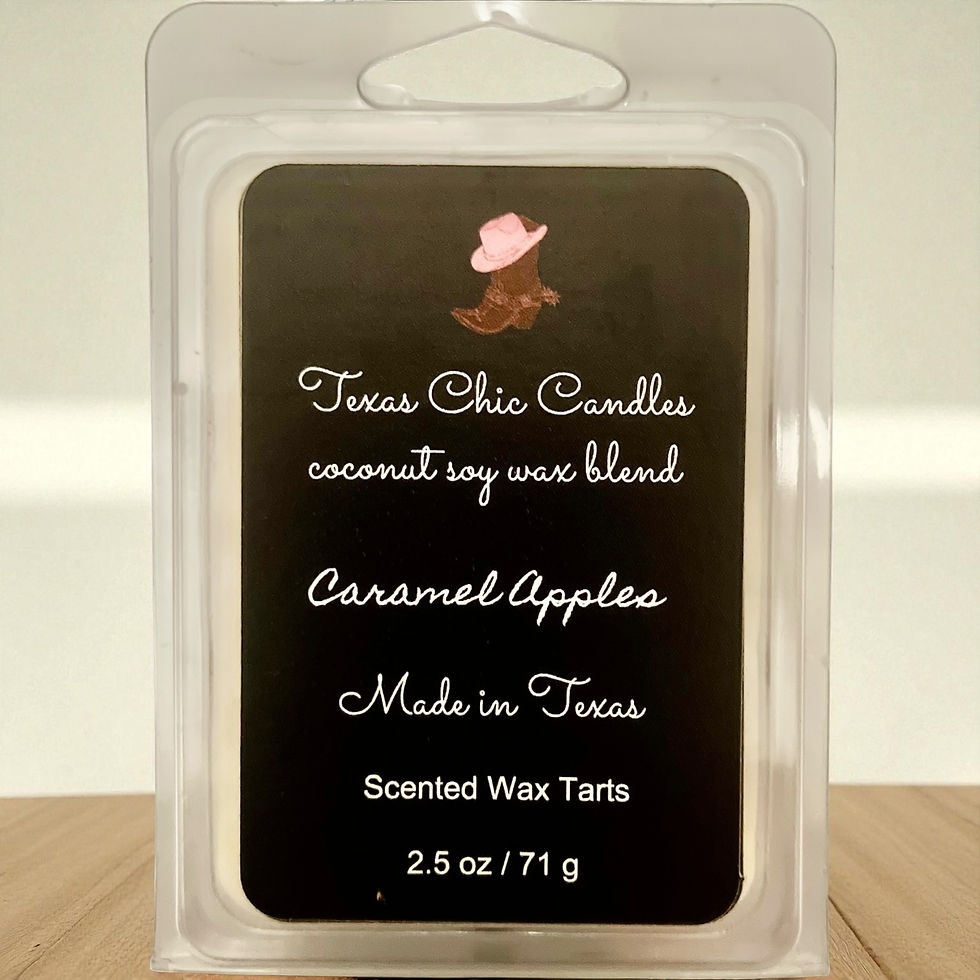 Texas Chic Candles
coconut soy wax blend
Caramel Apples
Made in Texas
Scented Wax Tarts
2.5 oz / 71 g